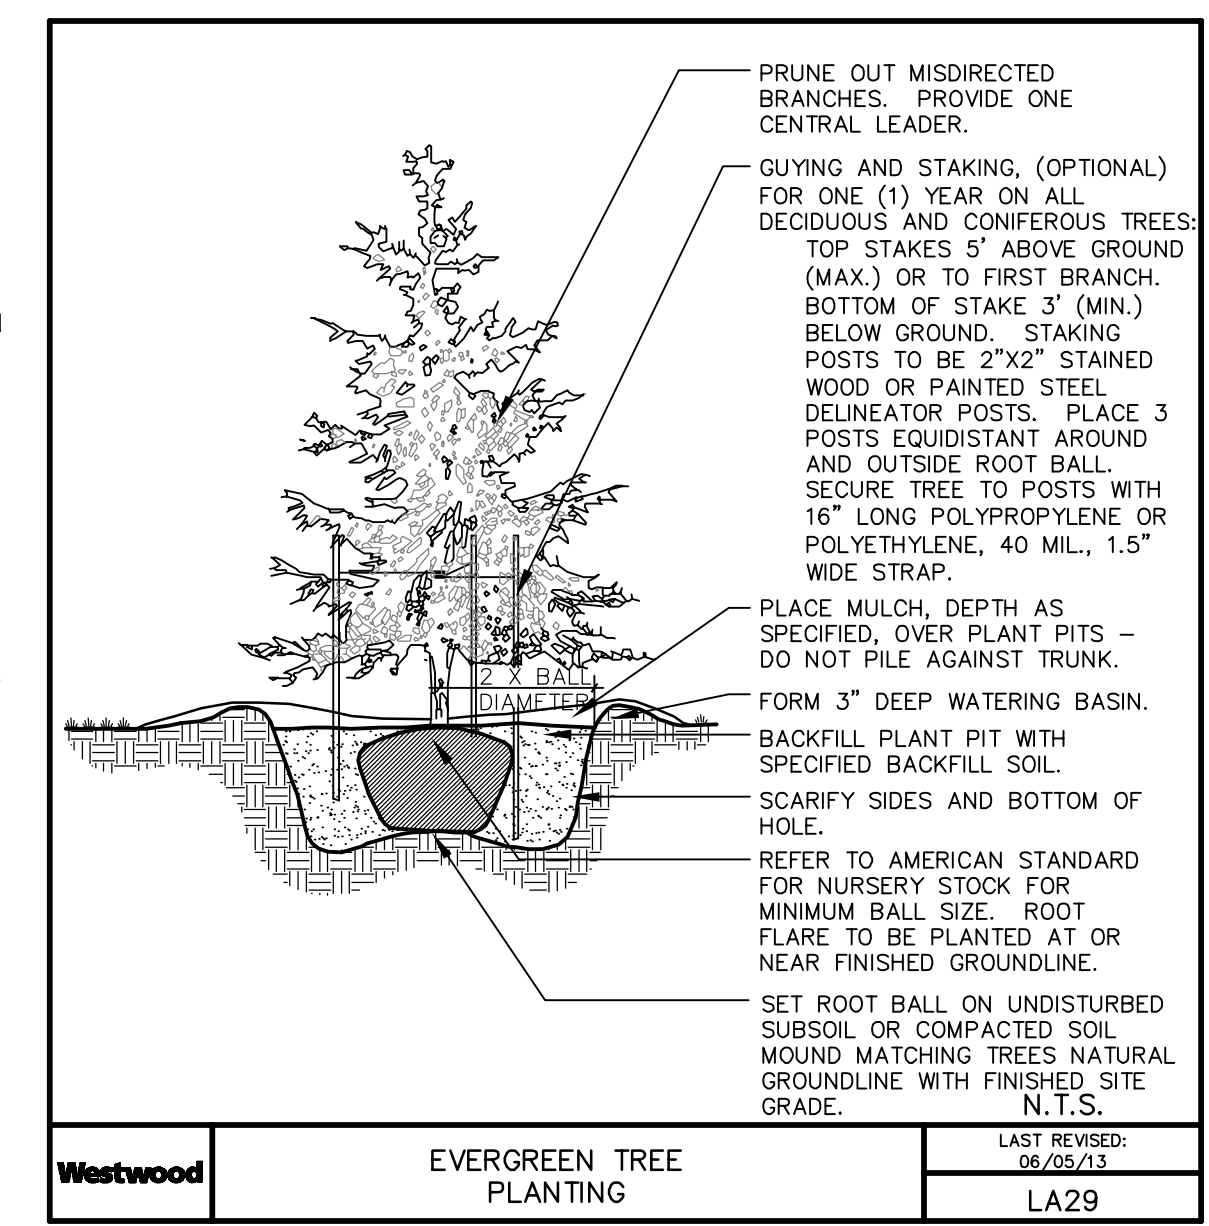 PRUNE OUT MISDIRECTED
BRANCHES. PROVIDE ONE
CENTRAL LEADER.
GUYING AND STAKING, (OPTIONAL)
FOR ONE (1) YEAR ON ALL
DECIDUOUS AND CONIFEROUS TREES:
TOP STAKES 5' ABOVE GROUND
(MAX.) OR TO FIRST BRANCH.
BOTTOM OF STAKE 3' (MIN.)
BELOW GROUND. STAKING
POSTS TO BE 2"X2" STAINED
WOOD OR PAINTED STEEL
DELINEATOR POSTS. PLACE 3
POSTS EQUIDISTANT AROUND
AND OUTSIDE ROOT BALL.
SECURE TREE TO POSTS WITH
16" LONG POLYPROPYLENE OR
POLYETHYLENE, 40 MIL., 1.5"
WIDE STRAP.
PLACE MULCH, DEPTH AS
SPECIFIED, OVER PLANT PITS –
DO NOT PILE AGAINST TRUNK.
2 X BALL
DIAMETER
FORM 3" DEEP WATERING BASIN.
BACKFILL PLANT PIT WITH
SPECIFIED BACKFILL SOIL.
SCARIFY SIDES AND BOTTOM OF
HOLE.
REFER TO AMERICAN STANDARD
FOR NURSERY STOCK FOR
MINIMUM BALL SIZE. ROOT
FLARE TO BE PLANTED AT OR
NEAR FINISHED GROUNDLINE.
SET ROOT BALL ON UNDISTURBED
SUBSOIL OR COMPACTED SOIL
MOUND MATCHING TREES NATURAL
GROUNDLINE WITH FINISHED SITE
GRADE.
N.T.S.
Westwood
EVERGREEN TREE
PLANTING
LAST REVISED:
06/05/13
LA29